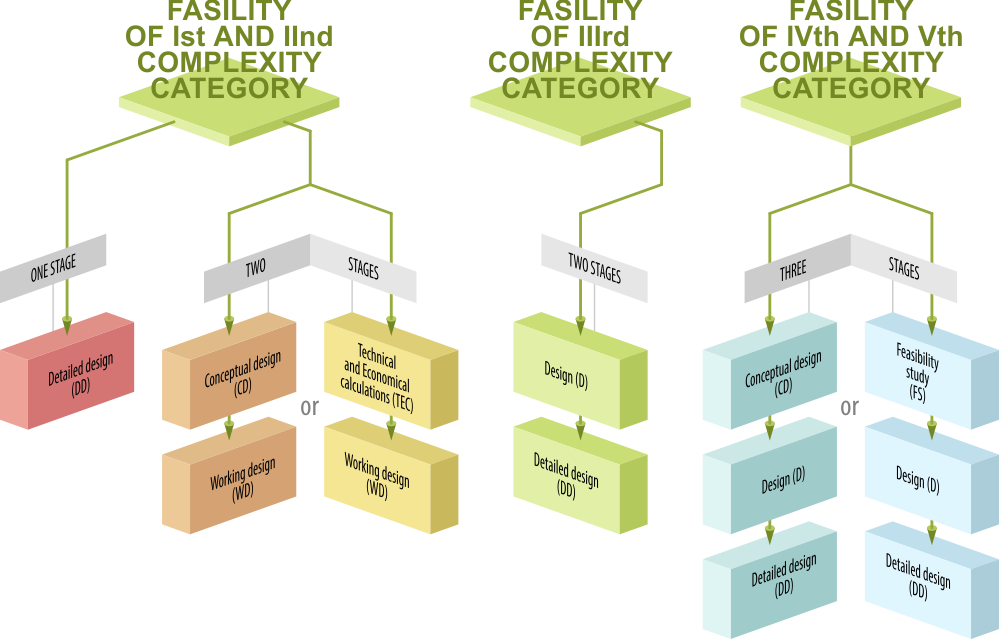 FASILITY
OF Ist AND IInd
COMPLEXITY
CATEGORY
FASILITY
OF IIIrd
COMPLEXITY
CATEGORY
FASILITY
OF IVth AND Vth
COMPLEXITY
CATEGORY
ONE STAGE
TWO
STAGES
TWO STAGES
THREE
STAGES
Detailed design
(DD)
Conceptual design
(CD)
or
Technical
and Economical
calculations (TEC)
Design (D)
Conceptual design
(CD)
or
Feasibility
study
(FS)
Working design
(WD)
Working design
(WD)
Detailed design
(DD)
Design (D)
Design (D)
Detailed design
(DD)
Detailed design
(DD)